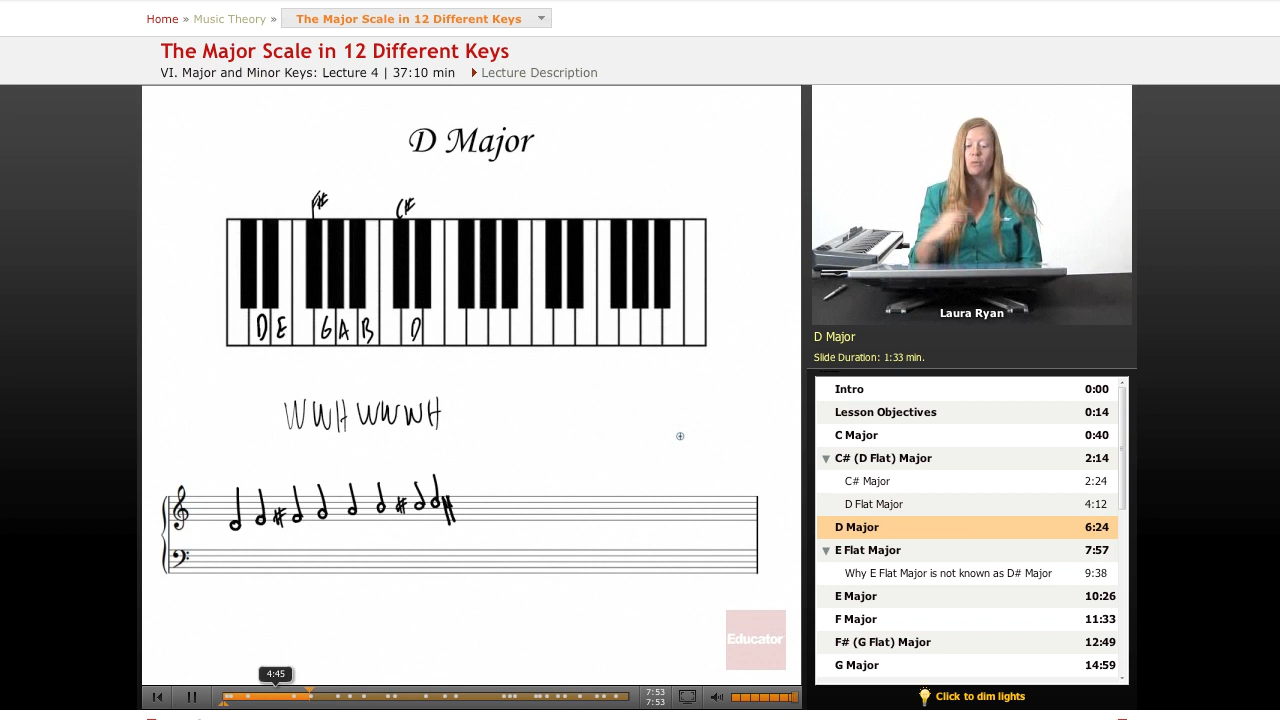 Home » Music Theory » The Major Scale in 12 Different Keys
The Major Scale in 12 Different Keys
VI. Major and Minor Keys: Lecture 4 | 37:10 min Lecture Description
D Major
F# C#
D E G A B D
W W H W W W H
Educator
4:45
7:53
7:53
Laura Ryan
D Major
Slide Duration: 1:33 min.
Intro 0:00
Lesson Objectives 0:14
C Major 0:40
C# (D Flat) Major 2:14
C# Major 2:24
D Flat Major 4:12
D Major 6:24
E Flat Major 7:57
Why E Flat Major is not known as D# Major 9:38
E Major 10:26
F Major 11:33
F# (G Flat) Major 12:49
G Major 14:59
Click to dim lights